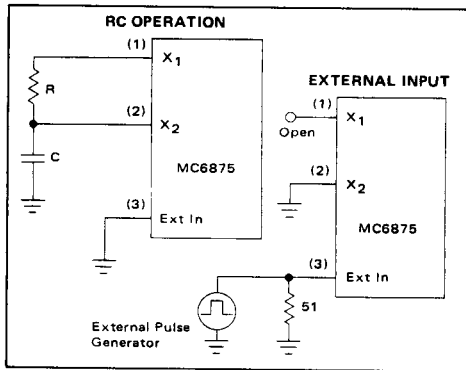 RC OPERATION
(1)
X1
R
(2)
X2
C
MC6875
(3)
Ext In
EXTERNAL INPUT
(1)
X1
Open
(2)
X2
MC6875
(3)
Ext In
51
External Pulse
Generator